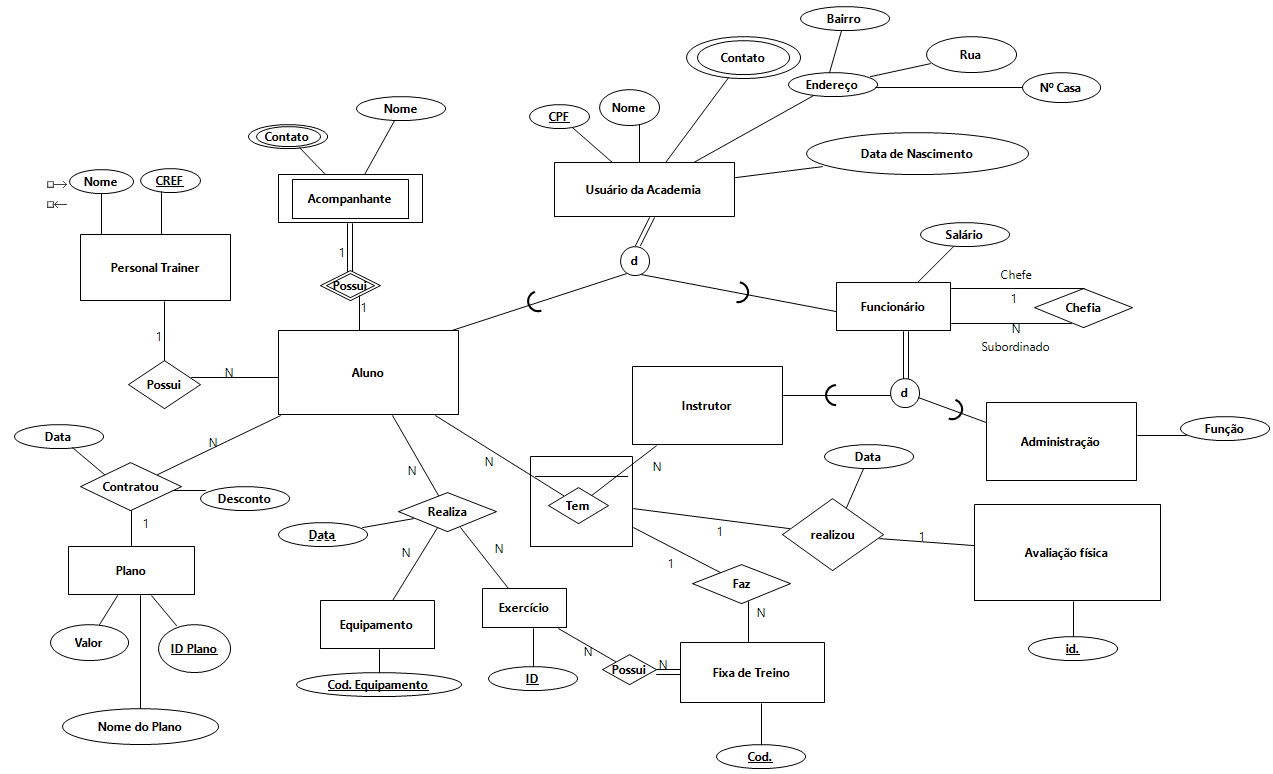 Bairro
Contato
Rua
Endereço
Nº Casa
CPF
Nome
Nome
Contato
Data de Nascimento
Nome
CREF
Acompanhante
Usuário da Academia
Salário
1
d
Personal Trainer
Chefe
Possui
1
1
Funcionário
Chefia
N
Subordinado
1
Aluno
N
Possui
d
Instrutor
Função
Data
N
Administração
N
N
N
Data
Contratou
Desconto
Tem
Realiza
1
Data
1
realizou
1
N
N
Avaliação física
Plano
1
Faz
Exercício
N
Equipamento
Valor
ID Plano
N
Possui
N
Fixa de Treino
id.
ID
Cod. Equipamento
Nome do Plano
Cod.